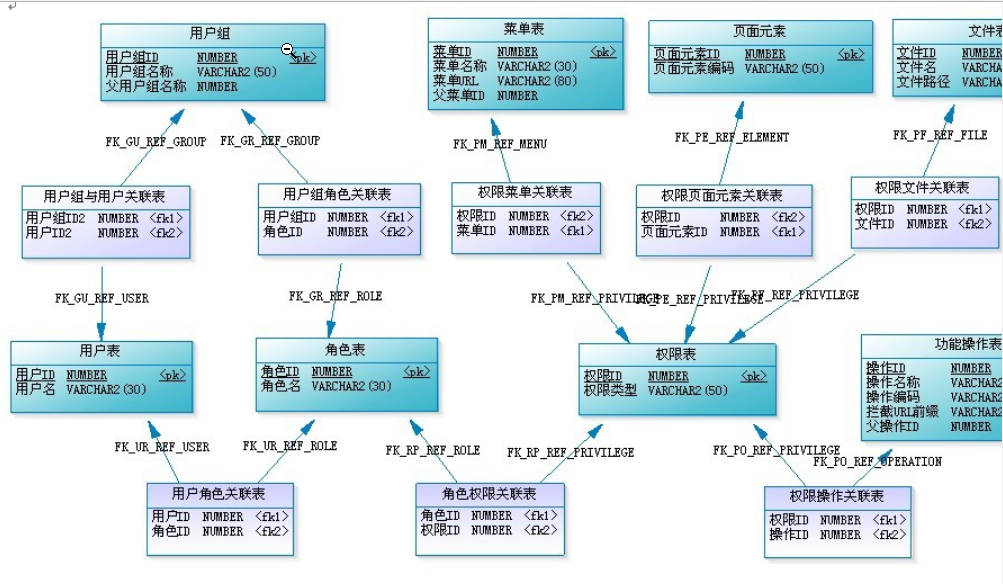 用户组
用户组ID NUMBER <pk>
用户组名称 VARCHAR2(50)
父用户组名称 NUMBER
菜单表
菜单ID NUMBER <pk>
菜单名称 VARCHAR2(30)
菜单URL VARCHAR2(80)
父菜单ID NUMBER
页面元素
页面元素ID NUMBER <pk>
页面元素编码 VARCHAR2(50)
文件表
文件ID NUMBER
文件名 VARCHA
文件路径 VARCHA
FK_GU_REF_GROUP
FK_GR_REF_GROUP
FK_PM_REF_MENU
FK_PE_REF_ELEMENT
FK_PF_REF_FILE
用户组与用户关联表
用户组ID2 NUMBER <fk1>
用户ID2 NUMBER <fk2>
用户组角色关联表
用户组ID NUMBER <fk1>
角色ID NUMBER <fk2>
权限菜单关联表
权限ID NUMBER <fk2>
菜单ID NUMBER <fk1>
权限页面元素关联表
权限ID NUMBER <fk2>
页面元素ID NUMBER <fk1>
权限文件关联表
权限ID NUMBER <fk1>
文件ID NUMBER <fk2>
FK_GU_REF_USER
FK_GR_REF_ROLE
FK_PM_REF_PRIVILEGE
FK_PE_REF_PRIVILEGE
FK_PF_REF_PRIVILEGE
用户表
用户ID NUMBER <pk>
用户名 VARCHAR2(30)
角色表
角色ID NUMBER <pk>
角色名 VARCHAR2(30)
权限表
权限ID NUMBER <pk>
权限类型 VARCHAR2(50)
功能操作表
操作ID NUMBER
操作名称 VARCHAR2
操作编码 VARCHAR2
拦截URL前缀 VARCHAR2
父操作ID NUMBER
FK_UR_REF_USER
FK_UR_REF_ROLE
FK_RP_REF_ROLE
FK_RP_REF_PRIVILEGE
FK_PO_REF_PRIVILEGE
FK_PO_REF_OPERATION
用户角色关联表
用户ID NUMBER <fk1>
角色ID NUMBER <fk2>
角色权限关联表
角色ID NUMBER <fk1>
权限ID NUMBER <fk2>
权限操作关联表
权限ID NUMBER <fk1>
操作ID NUMBER <fk2>